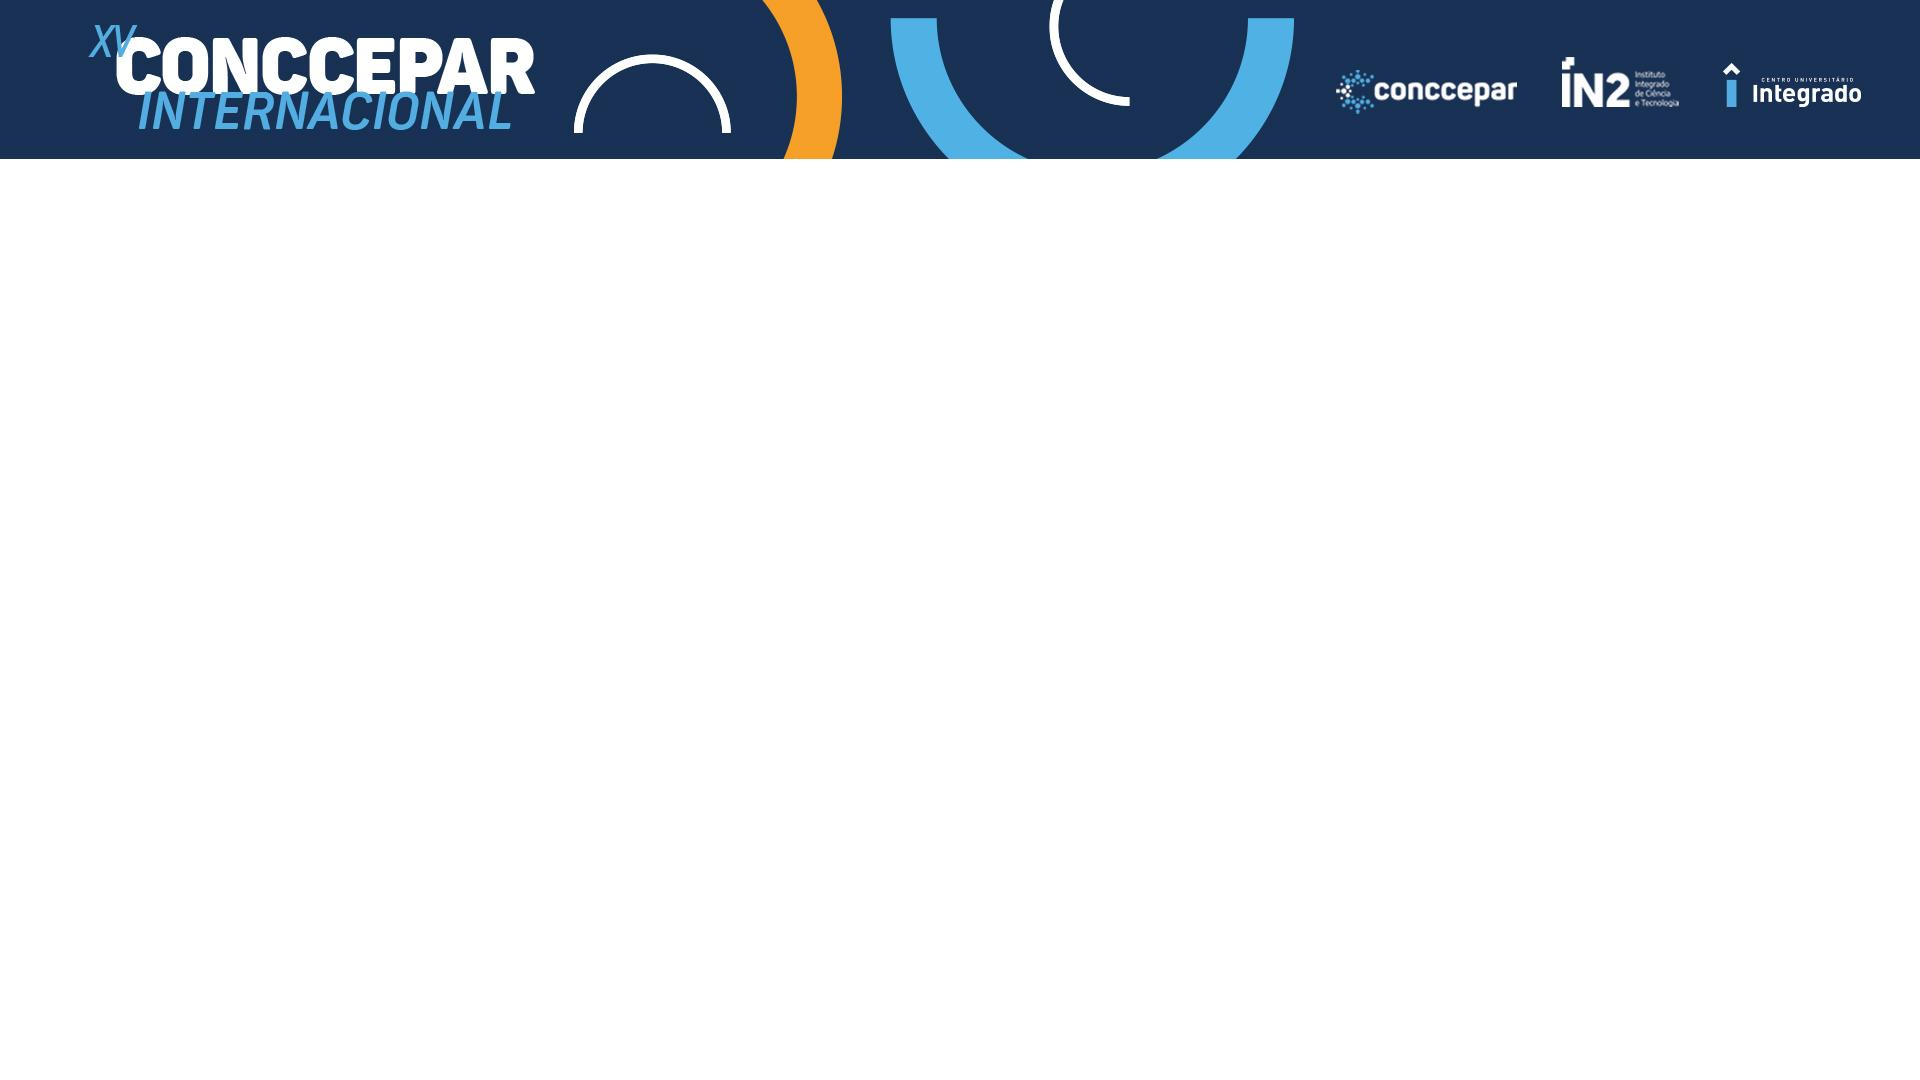 XV
CONCCEPAR
INTERNACIONAL
conccepar
IN2
Instituto
Integrado
de Ciência
e Tecnologia
CENTRO UNIVERSITÁRIO
Integrado